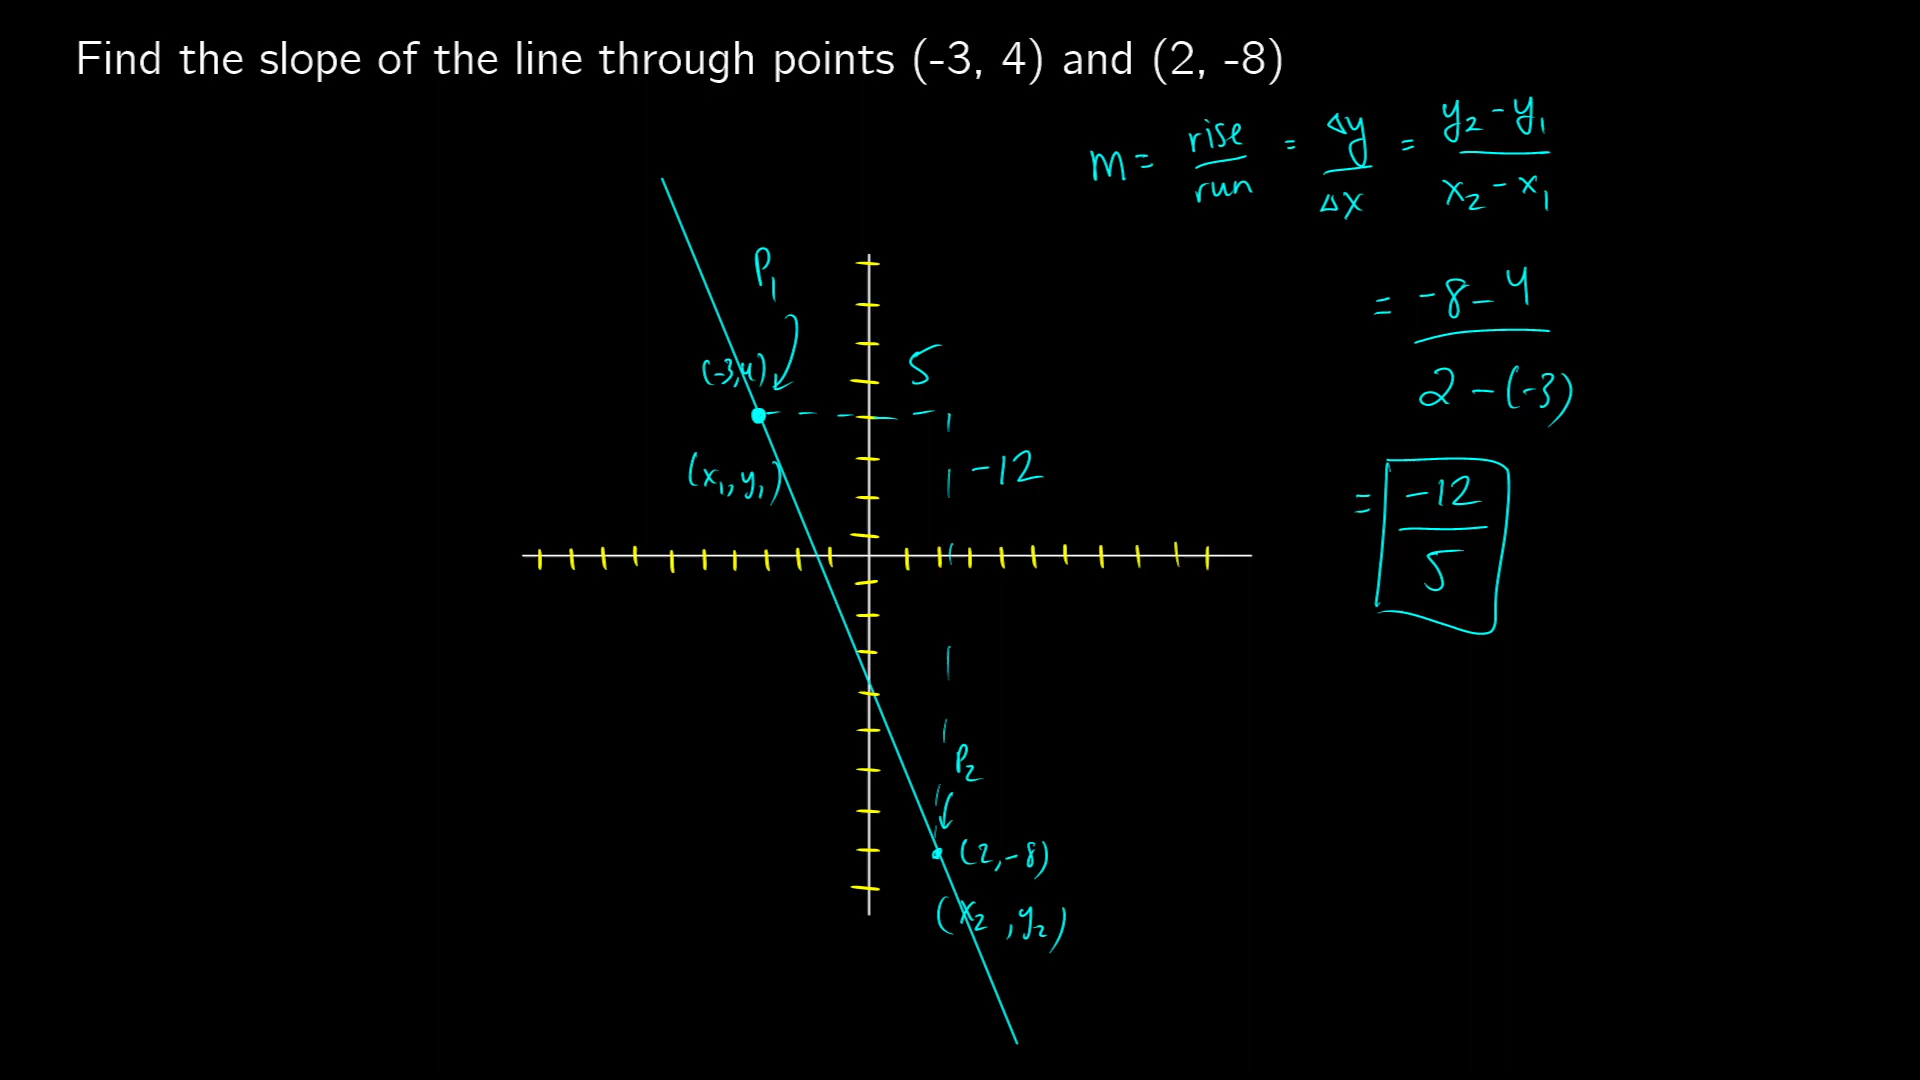 Find the slope of the line through points (-3, 4) and (2, -8)
m = rise/run = Δy/Δx = y₂ - y₁/x₂ - x₁
P₁
= -8 - 4/2 - (-3)
(-3,4)
5
(x₁, y₁)
-12
= -12/5
P₂
(2, -8)
(x₂, y₂)